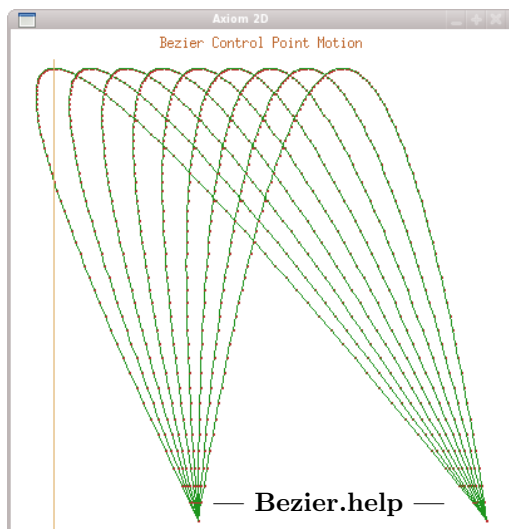 Axiom 2D
Bezier Control Point Motion
— Bezier.help —